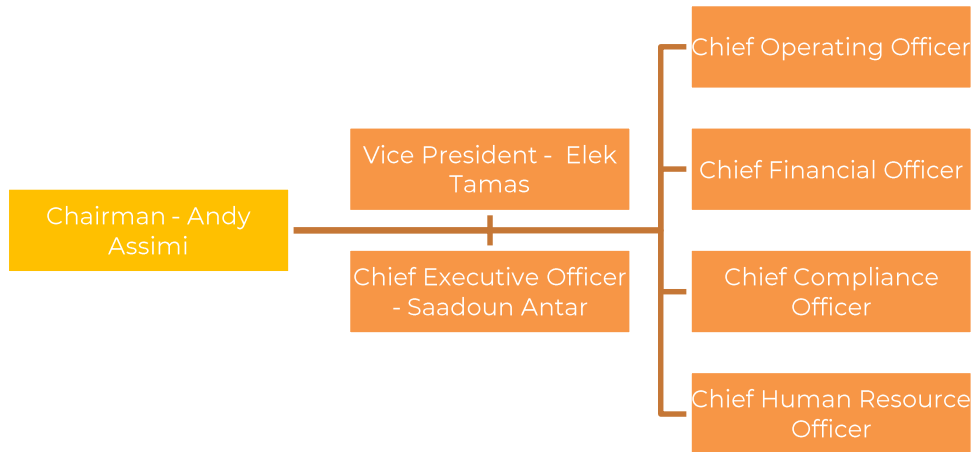 Chairman - Andy
Assimi
Vice President -  Elek
Tamas
Chief Executive Officer
- Saadoun Antar
Chief Operating Officer
Chief Financial Officer
Chief Compliance
Officer
Chief Human Resource
Officer